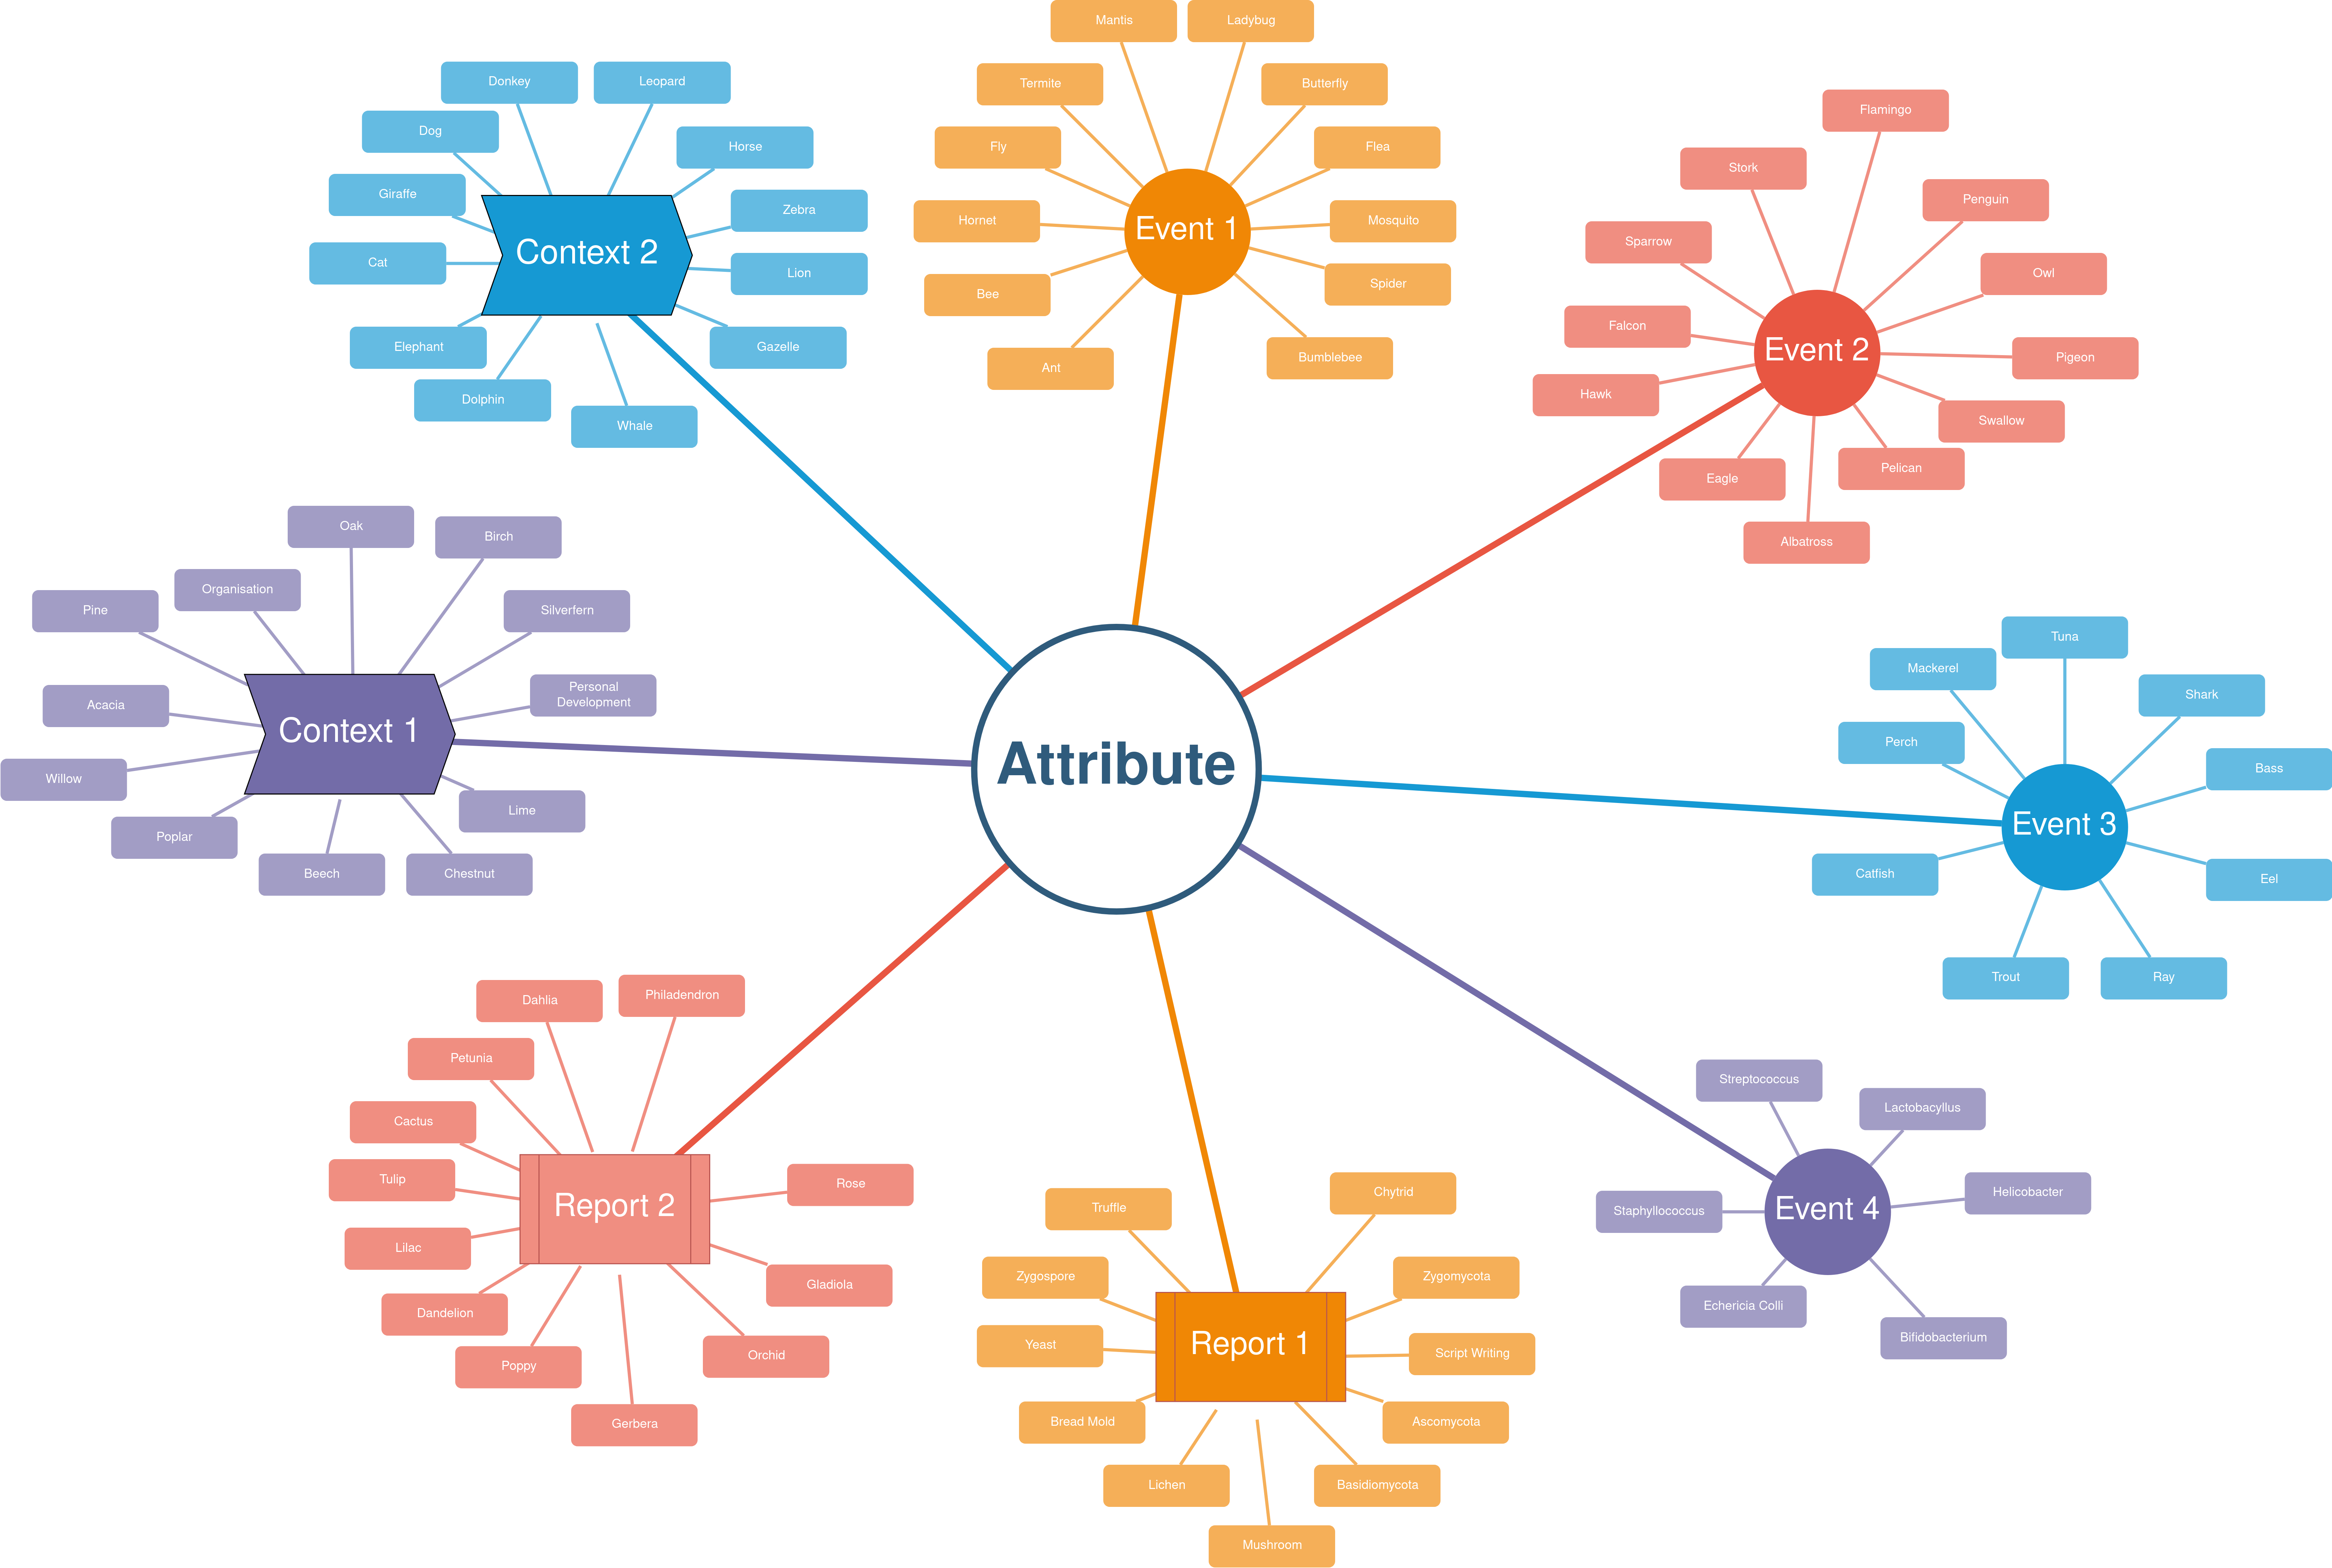 Mantis
Ladybug
Termite
Butterfly
Fly
Flea
Hornet
Mosquito
Event 1
Bee
Spider
Ant
Bumblebee
Donkey
Leopard
Dog
Horse
Giraffe
Zebra
Context 2
Cat
Lion
Elephant
Gazelle
Dolphin
Whale
Flamingo
Stork
Penguin
Sparrow
Owl
Falcon
Event 2
Pigeon
Hawk
Swallow
Eagle
Pelican
Albatross
Oak
Birch
Organisation
Pine
Silverfern
Acacia
Personal
Development
Context 1
Willow
Lime
Poplar
Beech
Chestnut
Attribute
Tuna
Mackerel
Shark
Perch
Bass
Event 3
Catfish
Eel
Trout
Ray
Dahlia
Philadendron
Petunia
Cactus
Tulip
Rose
Report 2
Lilac
Gladiola
Dandelion
Poppy
Orchid
Gerbera
Truffle
Chytrid
Zygospore
Zygomycota
Yeast
Report 1
Script Writing
Bread Mold
Ascomycota
Lichen
Basidiomycota
Mushroom
Streptococcus
Lactobacyllus
Helicobacter
Staphyllococcus
Event 4
Echericia Colli
Bifidobacterium